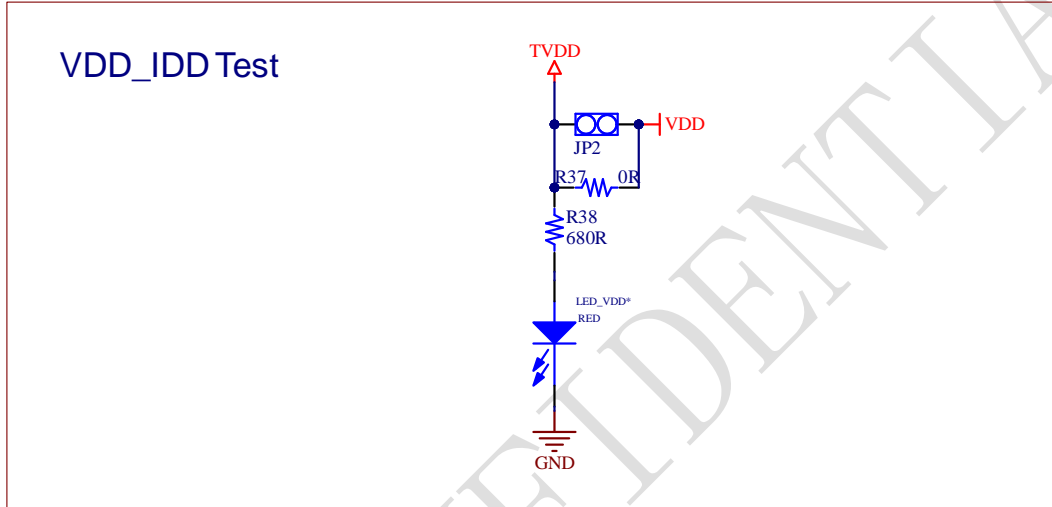 VDD_IDD Test
TVDD
VDD
JP2
R37 0R
R38
680R
LED_VDD*
RED
GND